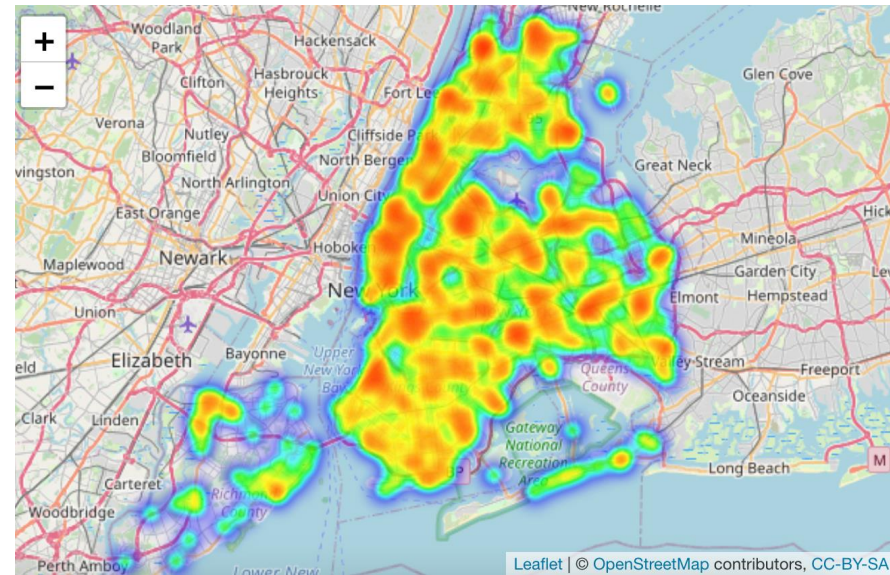 +
−
New Rochelle
Woodland
Park
Hackensack
Glen Cove
Clifton
Hasbrouck
Heights
Fort Lee
Verona
Nutley
Cliffside Park
Bloomfield
North Bergen
Great Neck
North Arlington
Union City
East Orange
Mineola
Newark
Hoboken
Maplewood
Garden City
New York
Elmont
Hempstead
Union
Elizabeth
Bayonne
Upper
New York
Bay
Queens
County
Valley Stream
Freeport
Oceanside
Clark
Linden
Gateway
National
Recreation
Area
Long Beach
M
Carteret
Richmond
County
Woodbridge
Perth Amboy
Lower New
Leaflet | © OpenStreetMap contributors, CC-BY-SA